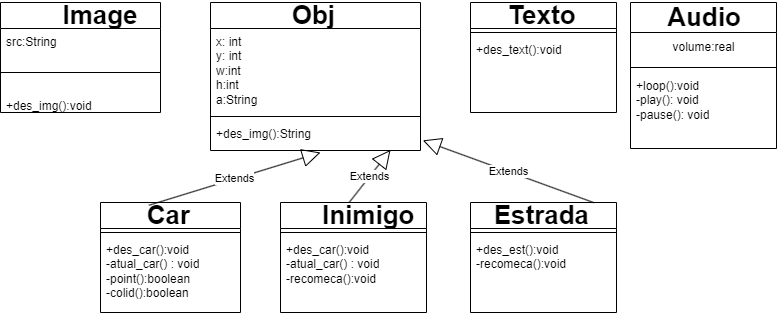 Image
src:String
+des_img():void
Obj
x: int
y: int
w:int
h:int
a:String
+des_img():String
Texto
+des_text():void
Audio
volume:real
+loop():void
-play(): void
-pause(): void
Extends
Extends
Extends
Car
+des_car():void
-atual_car() : void
-point():boolean
-colid():boolean
Inimigo
+des_car():void
-atual_car() : void
-recomeca():void
Estrada
+des_est():void
-recomeca():void